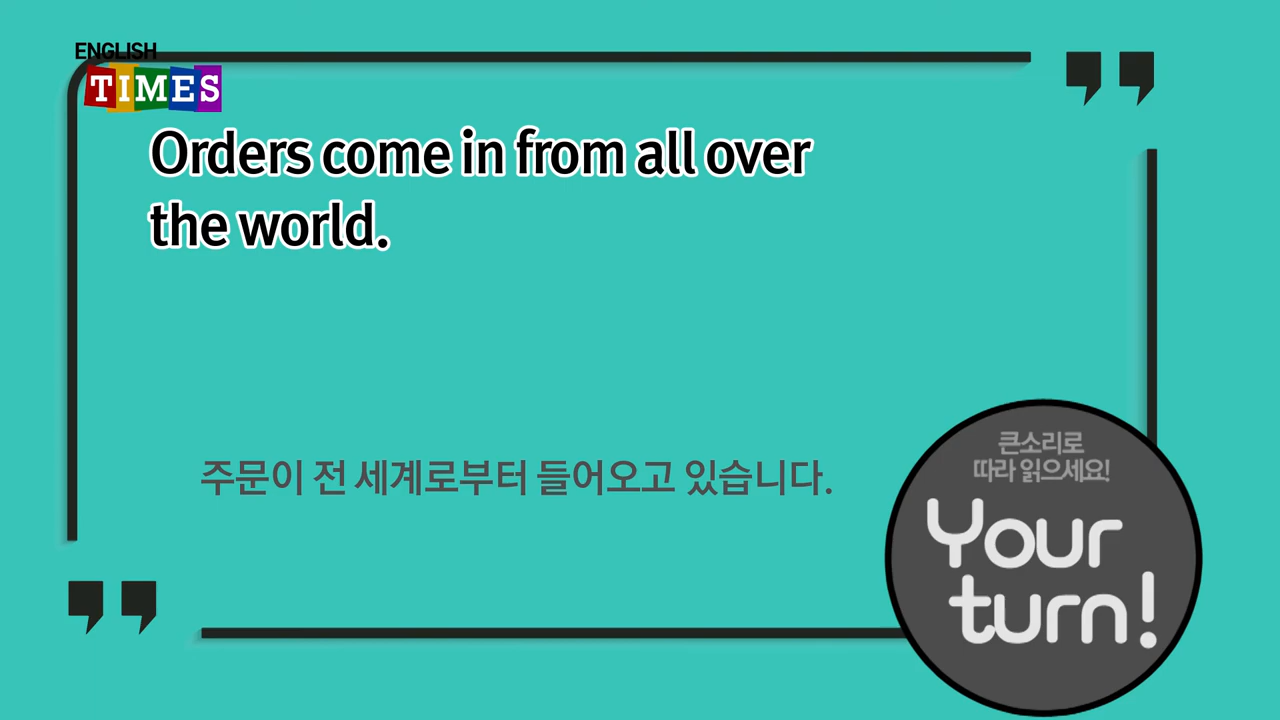 ENGLISH
TIMES
Orders come in from all over
the world.
주문이 전 세계로부터 들어오고 있습니다.
큰소리로
따라 읽으세요!
Your
turn!